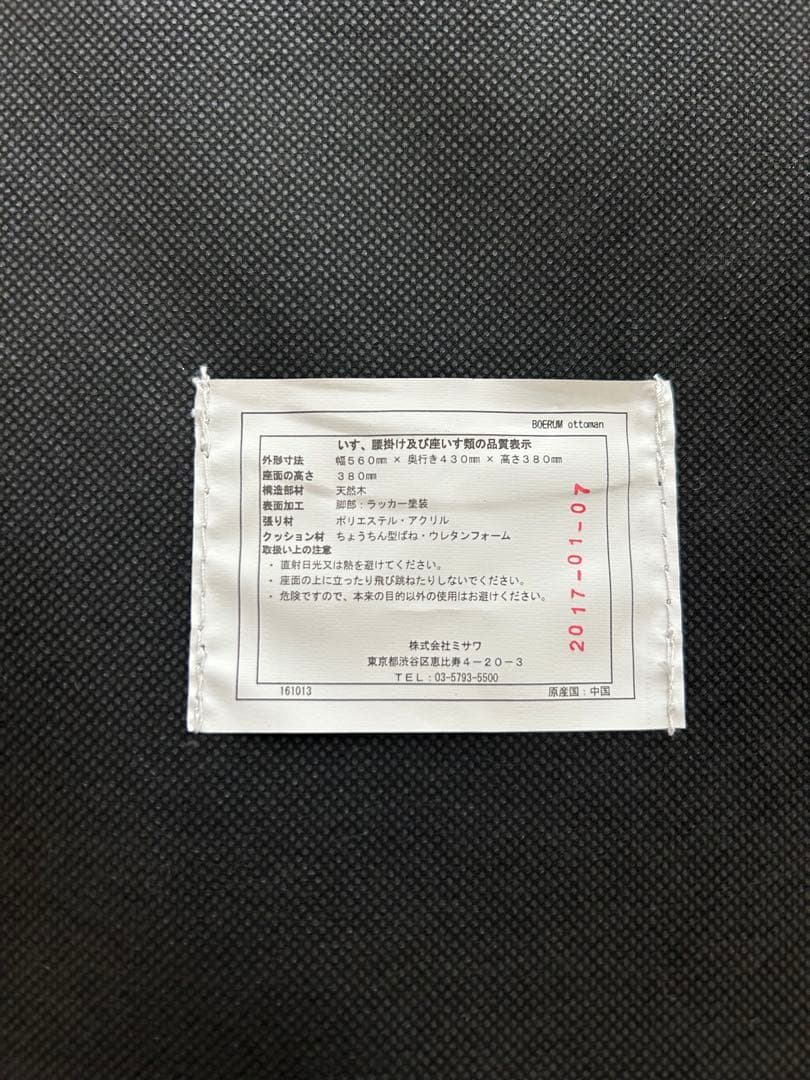 BOERUM ottoman
いす、腰掛け及び座いす類の品質表示
外形寸法 幅560㎜ × 奥行き430㎜ × 高さ380㎜
座面の高さ 380㎜
構造部材 天然木
表面加工 脚部：ラッカー塗装
張り材 ポリエステル・アクリル
クッション材 ちょうちん型ばね・ウレタンフォーム
取扱い上の注意
・ 直射日光又は熱を避けてください。
・ 座面の上に立ったり飛び跳ねたりしないでください。
・ 危険ですので、本来の目的以外の使用はお避けください。
2017-01-07
株式会社ミサワ
東京都渋谷区恵比寿4－20－3
ＴＥＬ：03-5793-5500
161013 原産国：中国